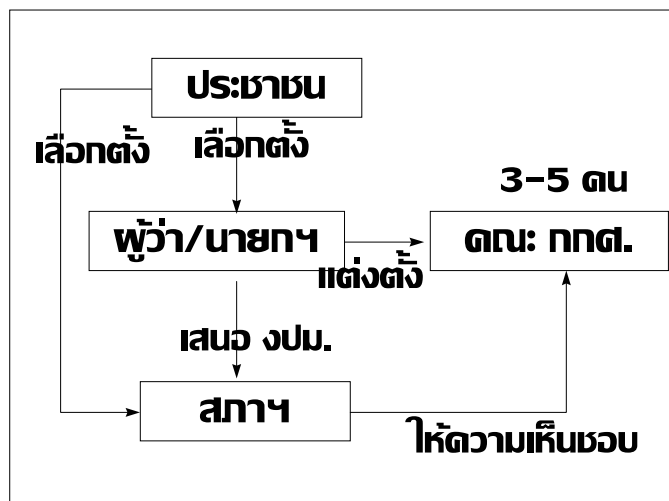 ประชาชน
เลือกตั้ง
เลือกตั้ง
3-5 คน
ผู้ว่า/นายกฯ
คณะ กกศ.
แต่งตั้ง
เสนอ งปม.
สภาฯ
ให้ความเห็นชอบ